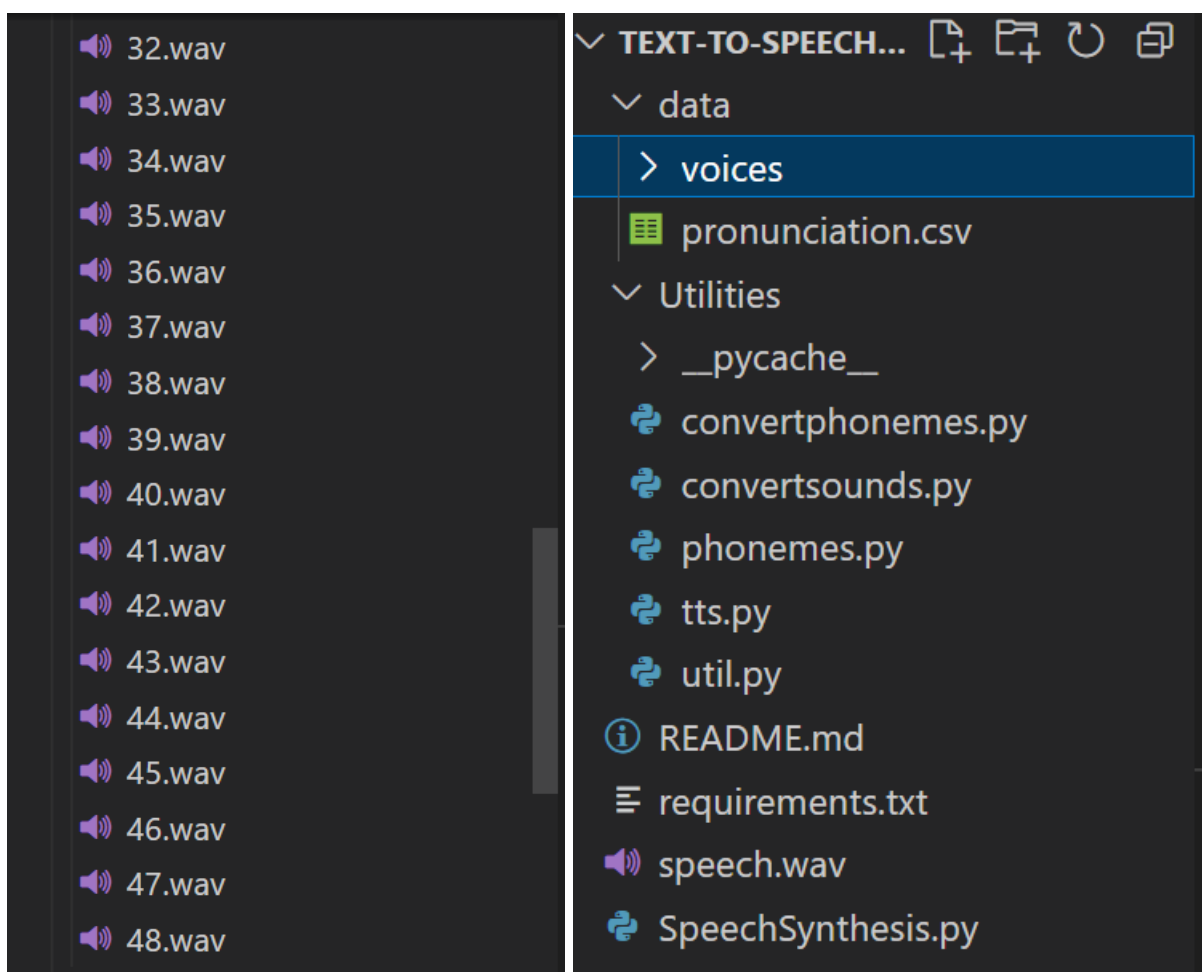 32.wav
33.wav
34.wav
35.wav
36.wav
37.wav
38.wav
39.wav
40.wav
41.wav
42.wav
43.wav
44.wav
45.wav
46.wav
47.wav
48.wav
TEXT-TO-SPEECH...
data
voices
pronunciation.csv
Utilities
__pycache__
convertphonemes.py
convertsounds.py
phonemes.py
tts.py
util.py
README.md
requirements.txt
speech.wav
SpeechSynthesis.py